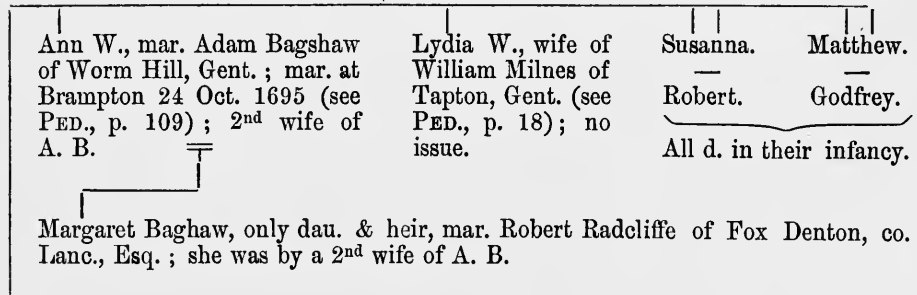 Ann W., mar. Adam Bagshaw
of Worm Hill, Gent. ; mar. at
Brampton 24 Oct. 1695 (see
PED., p. 109) ; 2nd wife of
A. B.
Lydia W., wife of
William Milnes of
Tapton, Gent. (see
PED., p. 18) ; no
issue.
Susanna.
Robert.
Matthew.
Godfrey.
All d. in their infancy.
Margaret Baghaw, only dau. & heir, mar. Robert Radcliffe of Fox Denton, co.
Lanc., Esq. ; she was by a 2nd wife of A. B.